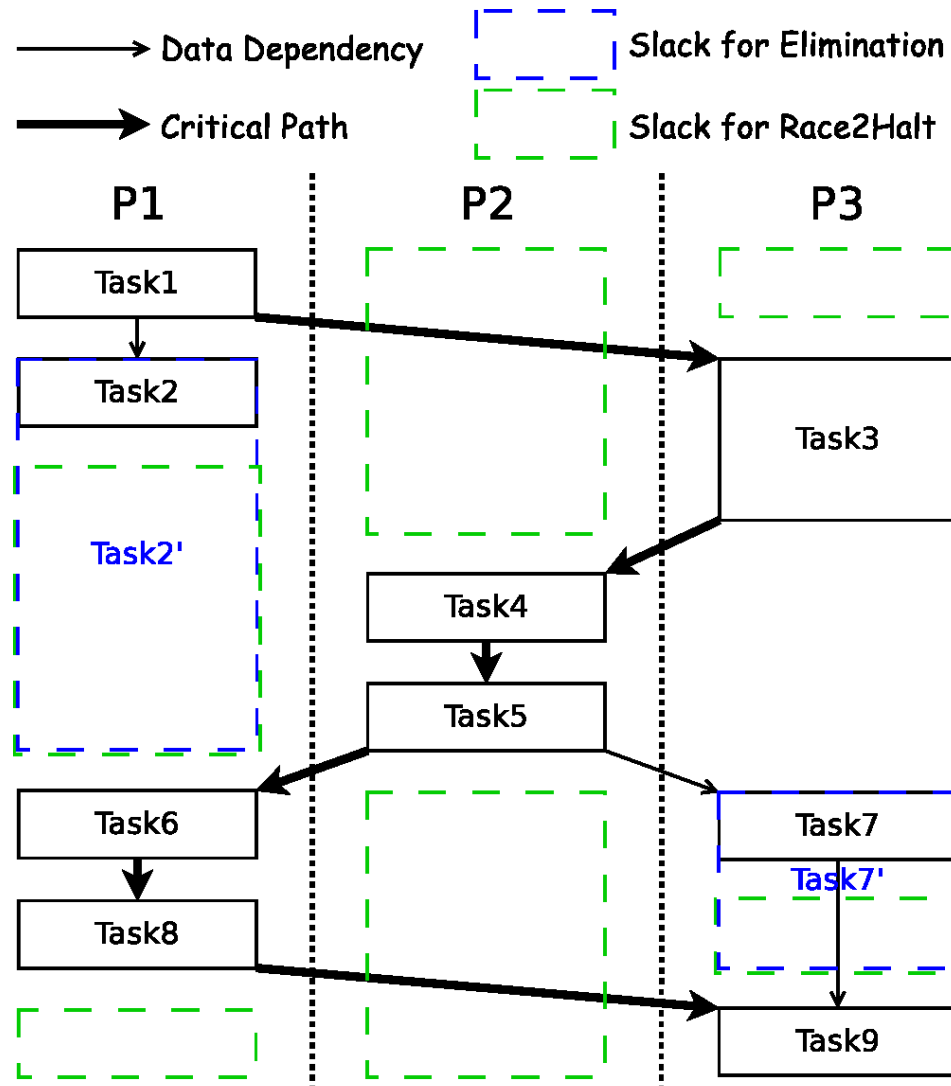 Data Dependency
Slack for Elimination
Critical Path
Slack for Race2Halt
P1
P2
P3
Task1
Task2
Task3
Task2'
Task4
Task5
Task6
Task7
Task7'
Task8
Task9